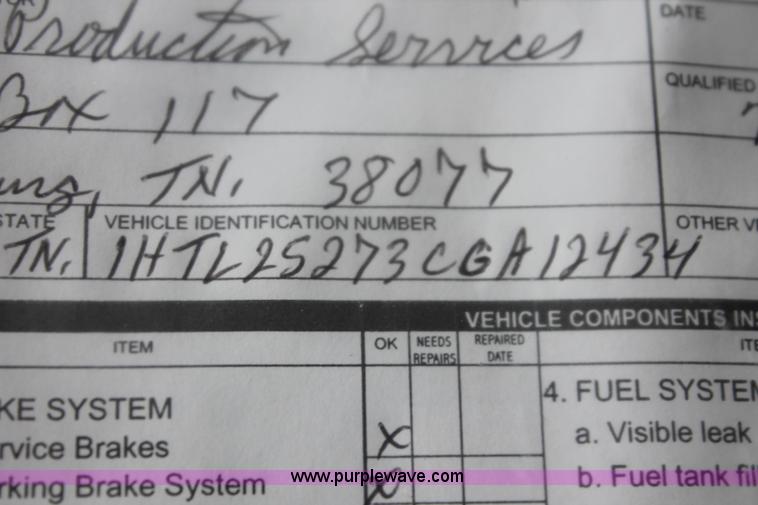 DATE
Production Services
QUALIFIED
Box 117
TN. 38077
STATE VEHICLE IDENTIFICATION NUMBER OTHER
TN. 1HTL25273CGA12434
VEHICLE COMPONENTS
ITEM OK NEEDS REPAIRS REPAIRED DATE
KE SYSTEM 4. FUEL SYSTEM
rvice Brakes X a. Visible leak
rking Brake System X b. Fuel tank
www.purplewave.com